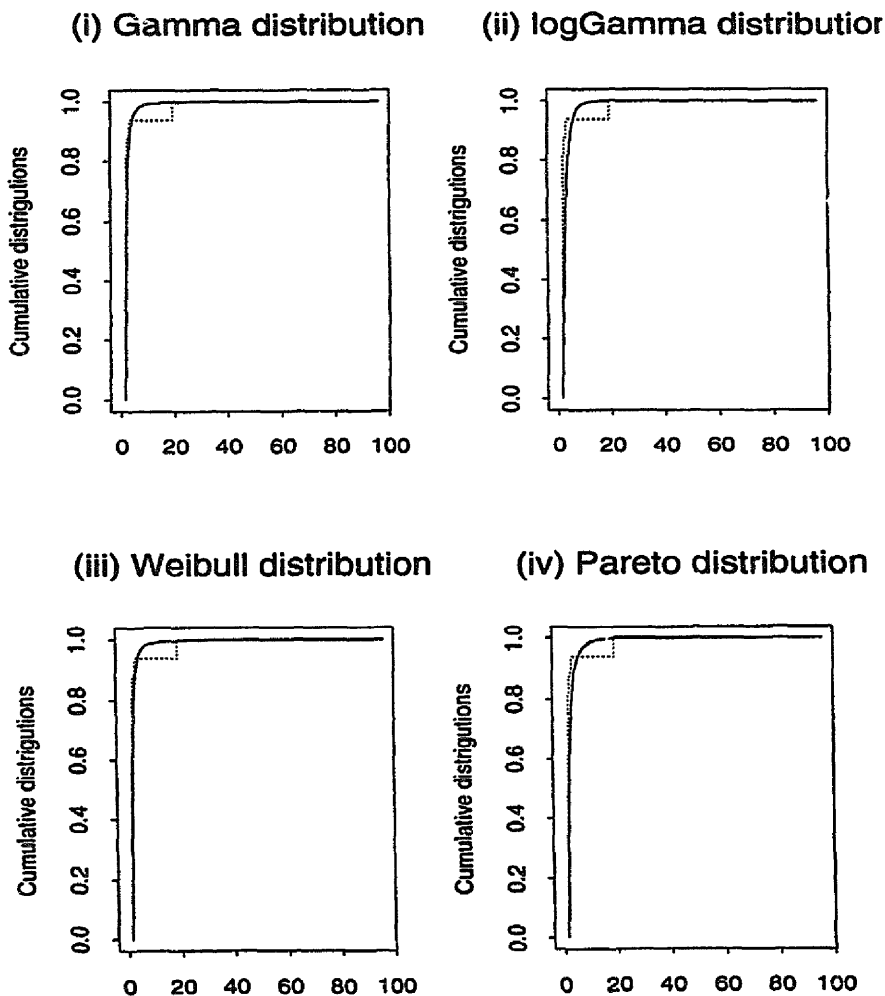 (i) Gamma distribution
Cumulative distrigutions
0.0 0.2 0.4 0.6 0.8 1.0
0 20 40 60 80 100
(ii) logGamma distribution
Cumulative distrigutions
0.0 0.2 0.4 0.6 0.8 1.0
0 20 40 60 80 100
(iii) Weibull distribution
Cumulative distrigutions
0.0 0.2 0.4 0.6 0.8 1.0
0 20 40 60 80 100
(iv) Pareto distribution
Cumulative distrigutions
0.0 0.2 0.4 0.6 0.8 1.0
0 20 40 60 80 100